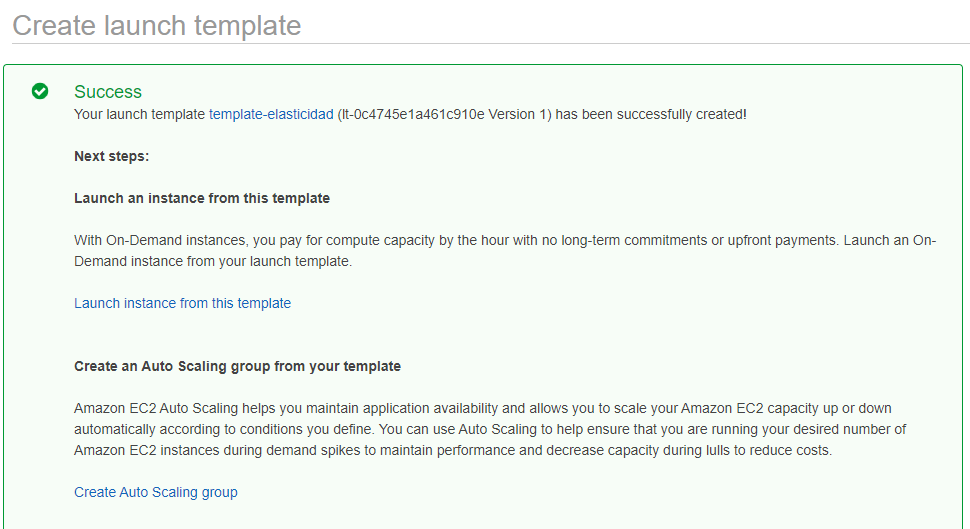 Create launch template
Success
Your launch template template-elasticidad (lt-0c4745e1a461c910e Version 1) has been successfully created!
Next steps:
Launch an instance from this template
With On-Demand instances, you pay for compute capacity by the hour with no long-term commitments or upfront payments. Launch an On-
Demand instance from your launch template.
Launch instance from this template
Create an Auto Scaling group from your template
Amazon EC2 Auto Scaling helps you maintain application availability and allows you to scale your Amazon EC2 capacity up or down
automatically according to conditions you define. You can use Auto Scaling to help ensure that you are running your desired number of
Amazon EC2 instances during demand spikes to maintain performance and decrease capacity during lulls to reduce costs.
Create Auto Scaling group